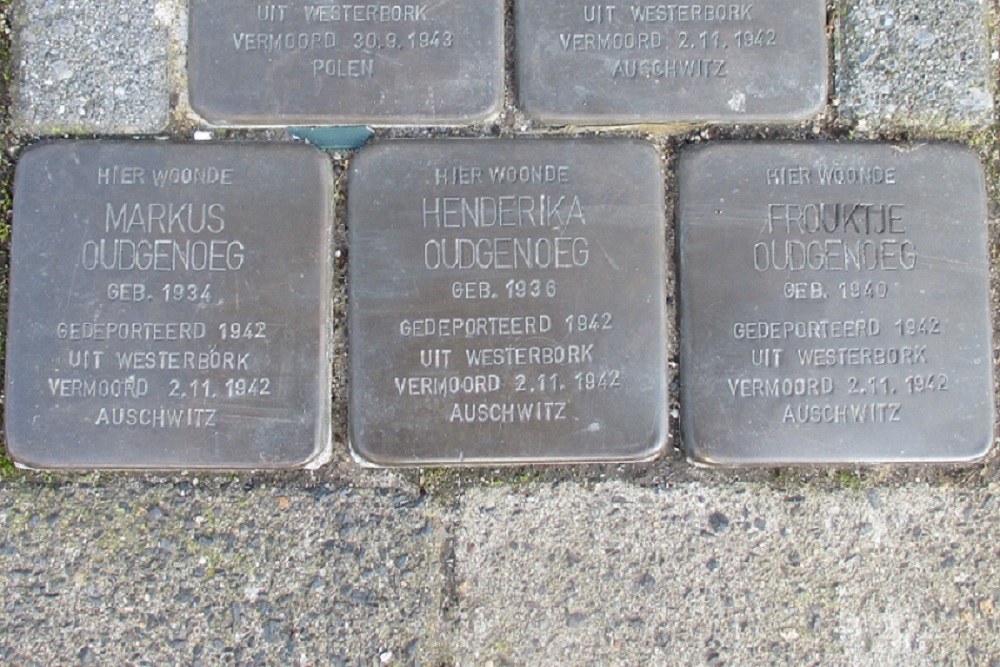 UIT WESTERBORK
VERMOORD 30.9.1943
POLEN
UIT WESTERBORK
VERMOORD 2.11.1942
AUSCHWITZ
HIER WOONDE
MARKUS
OUDGENOEG
GEB. 1934
GEDEPORTEERD 1942
UIT WESTERBORK
VERMOORD 2.11.1942
AUSCHWITZ
HIER WOONDE
HENDERIKA
OUDGENOEG
GEB. 1936
GEDEPORTEERD 1942
UIT WESTERBORK
VERMOORD 2.11.1942
AUSCHWITZ
HIER WOONDE
FROUKTJE
OUDGENOEG
GEB. 1940
GEDEPORTEERD 1942
UIT WESTERBORK
VERMOORD 2.11.1942
AUSCHWITZ